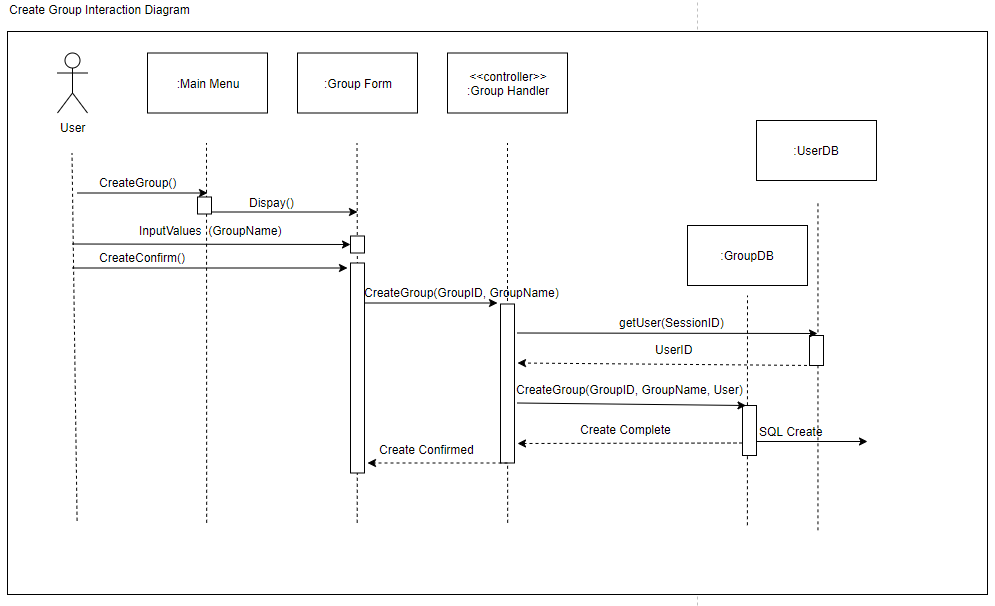 Create Group Interaction Diagram
User
:Main Menu
:Group Form
<<controller>>
:Group Handler
:UserDB
:GroupDB
CreateGroup()
Dispay()
InputValues (GroupName)
CreateConfirm()
CreateGroup(GroupID, GroupName)
getUser(SessionID)
UserID
CreateGroup(GroupID, GroupName, User)
Create Complete
SQL Create
Create Confirmed